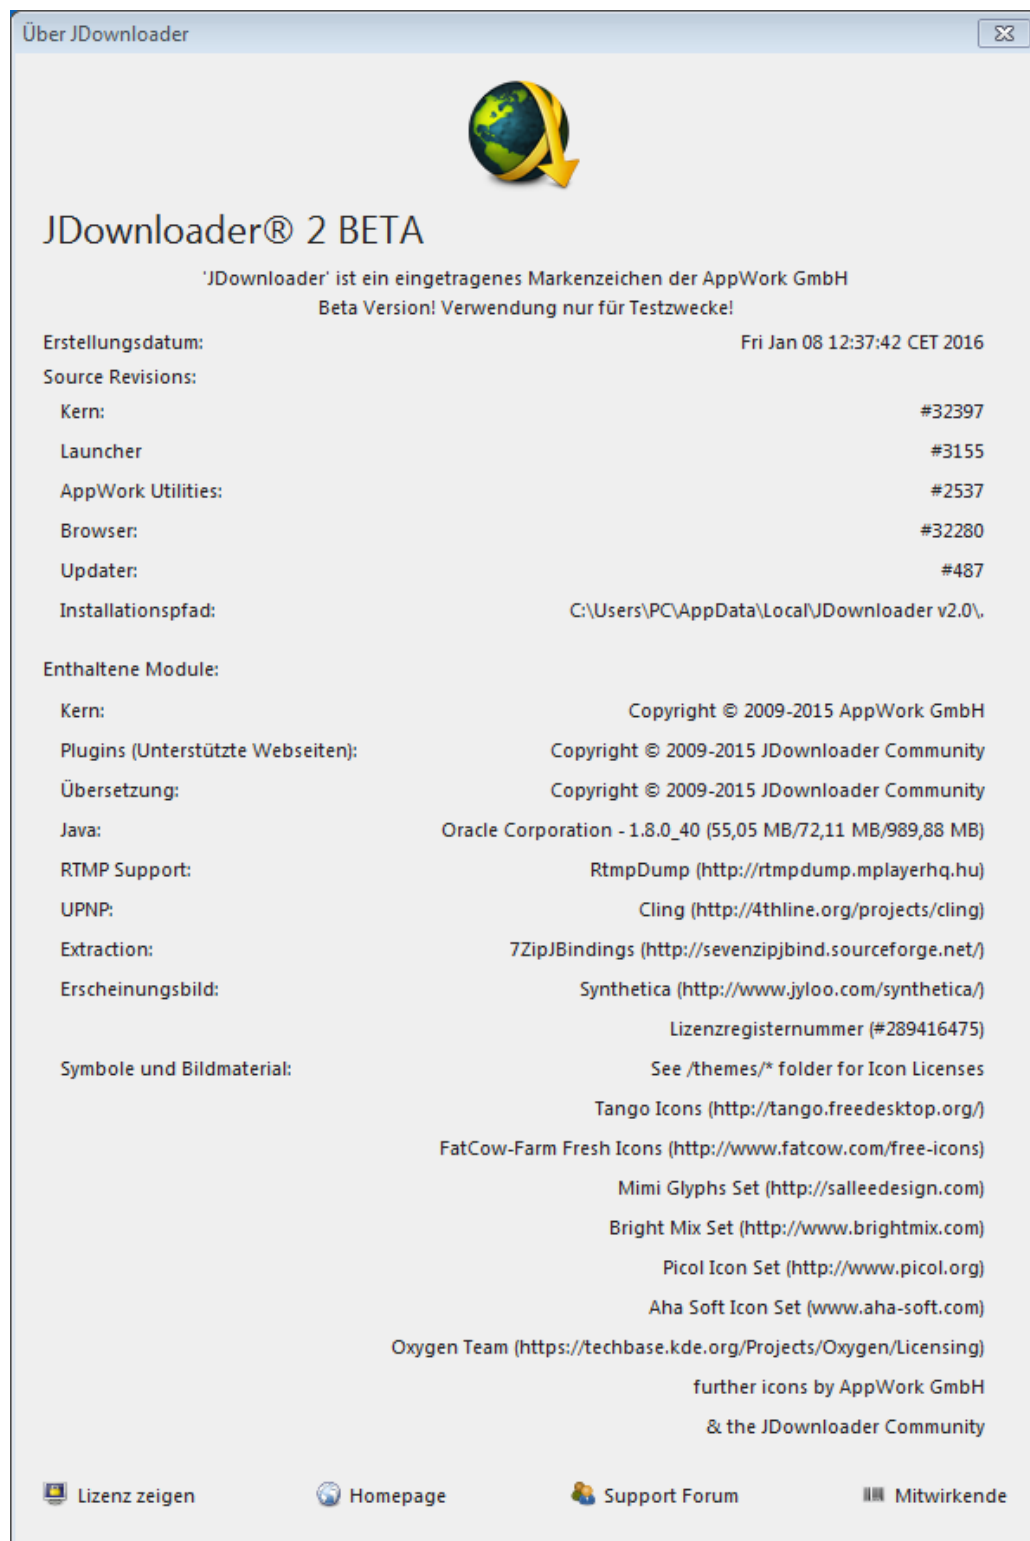 Über JDownloader
JDownloader® 2 BETA
'JDownloader' ist ein eingetragenes Markenzeichen der AppWork GmbH
Beta Version! Verwendung nur für Testzwecke!
Erstellungsdatum: Fri Jan 08 12:37:42 CET 2016
Source Revisions:
Kern: #32397
Launcher #3155
AppWork Utilities: #2537
Browser: #32280
Updater: #487
Installationspfad: C:\Users\PC\AppData\Local\JDownloader v2.0\.
Enthaltene Module:
Kern: Copyright © 2009-2015 AppWork GmbH
Plugins (Unterstützte Webseiten): Copyright © 2009-2015 JDownloader Community
Übersetzung: Copyright © 2009-2015 JDownloader Community
Java: Oracle Corporation - 1.8.0_40 (55,05 MB/72,11 MB/989,88 MB)
RTMP Support: RtmpDump (http://rtmpdump.mplayerhq.hu)
UPNP: Cling (http://4thline.org/projects/cling)
Extraction: 7ZipJBindings (http://sevenzipjbind.sourceforge.net/)
Erscheinungsbild: Synthetica (http://www.jyloo.com/synthetica/)
Lizenzregisternummer (#289416475)
Symbole und Bildmaterial: See /themes/* folder for Icon Licenses
Tango Icons (http://tango.freedesktop.org/)
FatCow-Farm Fresh Icons (http://www.fatcow.com/free-icons)
Mimi Glyphs Set (http://salleedesign.com)
Bright Mix Set (http://www.brightmix.com)
Picol Icon Set (http://www.picol.org)
Aha Soft Icon Set (www.aha-soft.com)
Oxygen Team (https://techbase.kde.org/Projects/Oxygen/Licensing)
further icons by AppWork GmbH
& the JDownloader Community
Lizenz zeigen Homepage Support Forum Mitwirkende